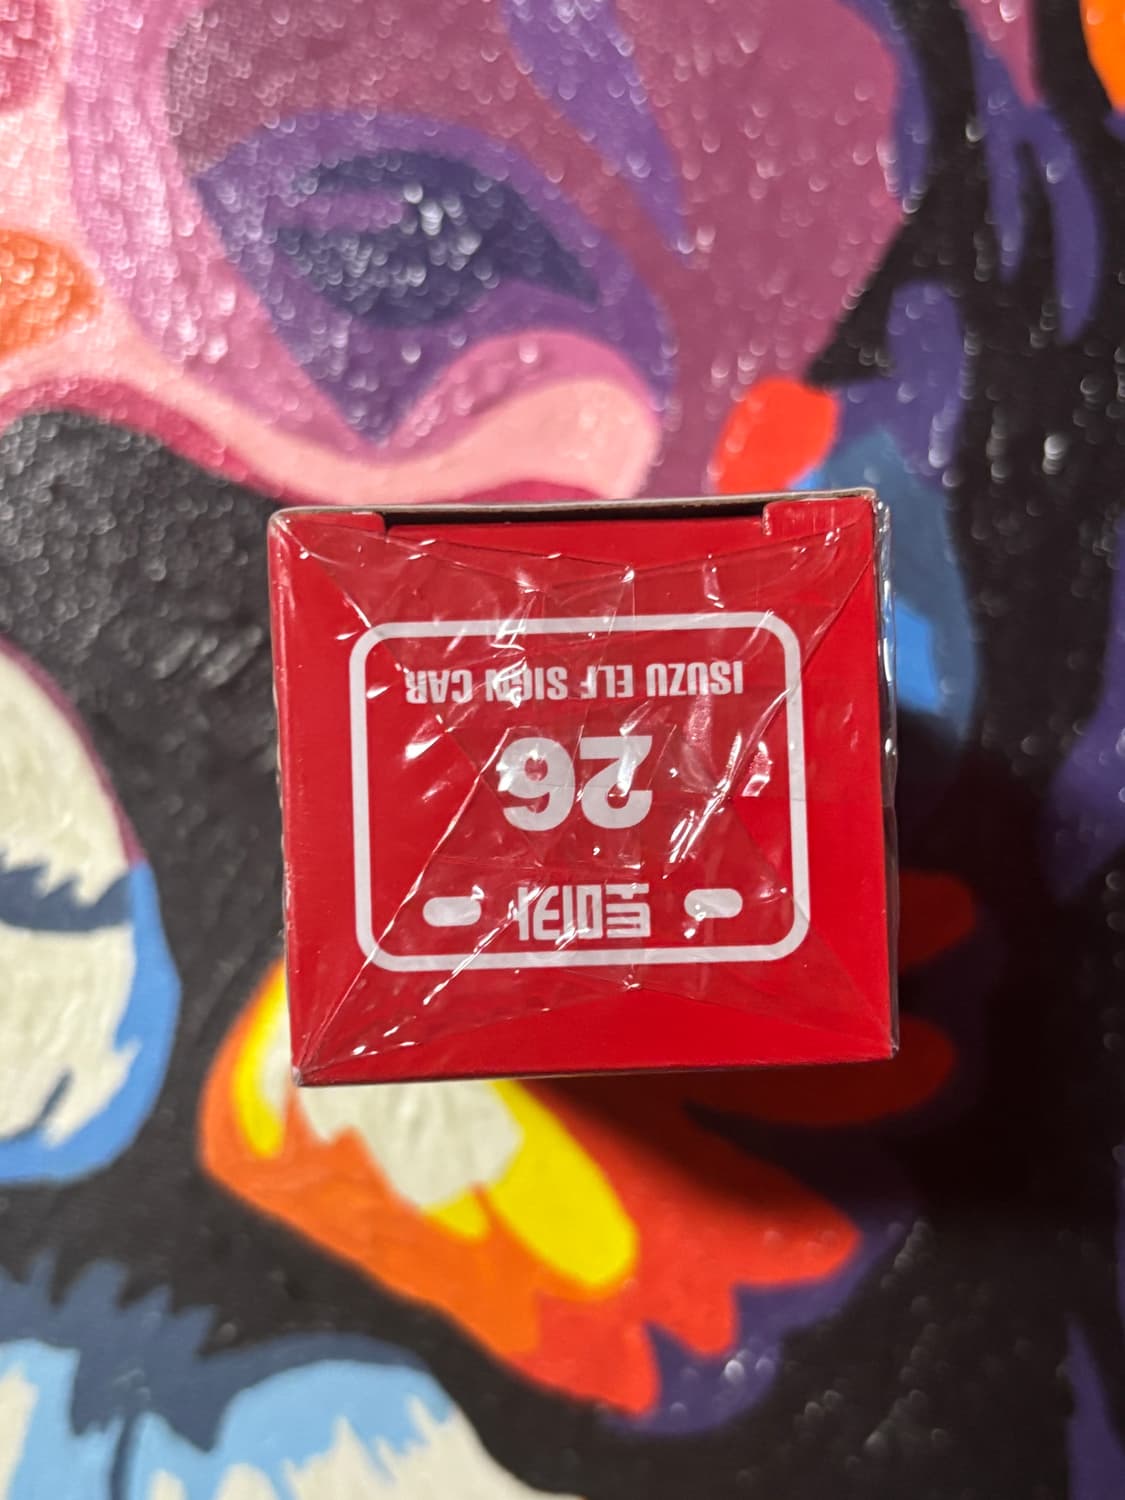 トミカ
26
ISUZU ELF SIGN CAR